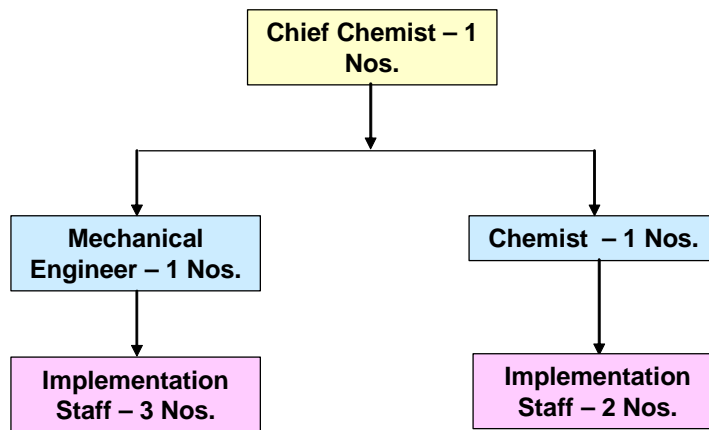 Chief Chemist – 1
Nos.
Mechanical
Engineer – 1 Nos.
Chemist – 1 Nos.
Implementation
Staff – 3 Nos.
Implementation
Staff – 2 Nos.